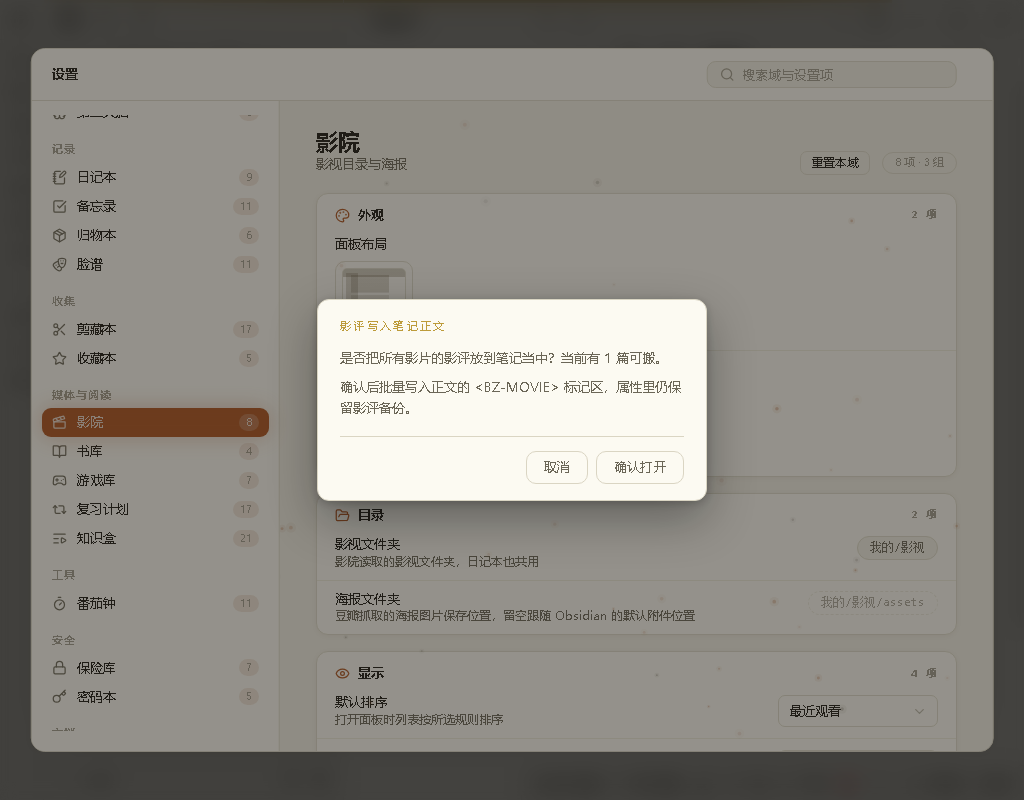 设置
搜索域与设置项
记录
日记本 9
备忘录 11
归物本 6
脸谱 11
收集
剪藏本 17
收藏本 5
媒体与阅读
影院 8
书库 4
游戏库 7
复习计划 17
知识盒 21
工具
番茄钟 11
安全
保险库 7
密码本 5
影院
影视目录与海报
重置本域
8 项 · 3 组
外观
2 项
面板布局
影评写入笔记正文
是否把所有影片的影评放到笔记当中？当前有 1 篇可搬。
确认后批量写入正文的 <BZ-MOVIE> 标记区，属性里仍保
留影评备份。
取消
确认打开
目录
2 项
影视文件夹
影院读取的影视文件夹，日记本也共用
我的/影视
海报文件夹
豆瓣抓取的海报图片保存位置，留空跟随 Obsidian 的默认附件位置
我的/影视/assets
显示
4 项
默认排序
打开面板时列表按所选规则排序
最近观看